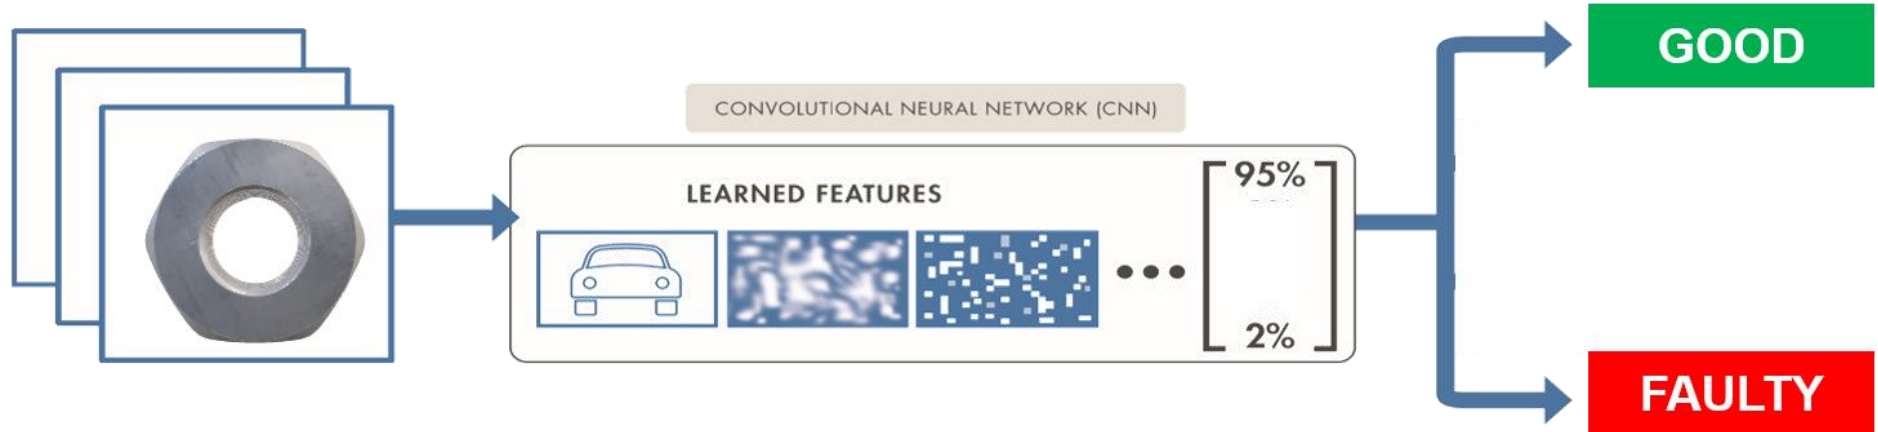 GOOD
CONVOLUTIONAL NEURAL NETWORK (CNN)
LEARNED FEATURES
95%
2%
FAULTY